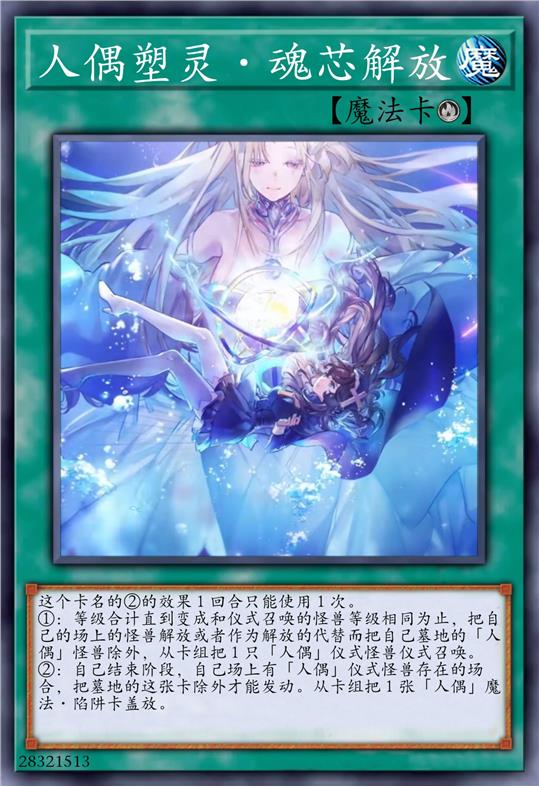 人偶塑灵·魂芯解放
魔
【魔法卡】
这个卡名的②的效果1回合只能使用1次。
①：等级合计直到变成和仪式召唤的怪兽等级相同为止，把自
己的场上的怪兽解放或者作为解放的代替而把自己墓地的「人
偶」怪兽除外，从卡组把1只「人偶」仪式怪兽仪式召唤。
②：自己结束阶段，自己场上有「人偶」仪式怪兽存在的场
合，把墓地的这张卡除外才能发动。从卡组把1张「人偶」魔
法·陷阱卡盖放。
28321513